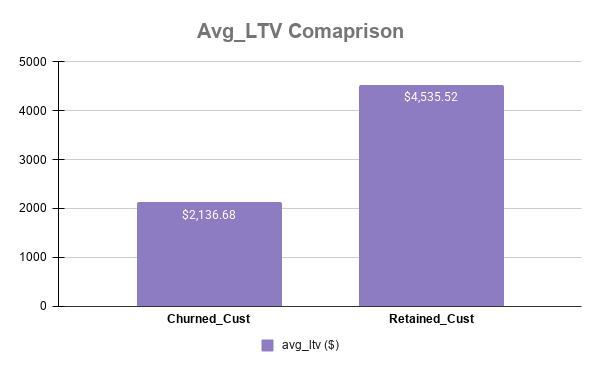 Avg_LTV Comaprison
5000
4000
3000
2000
1000
0
$2,136.68
$4,535.52
Churned_Cust
Retained_Cust
avg_ltv ($)